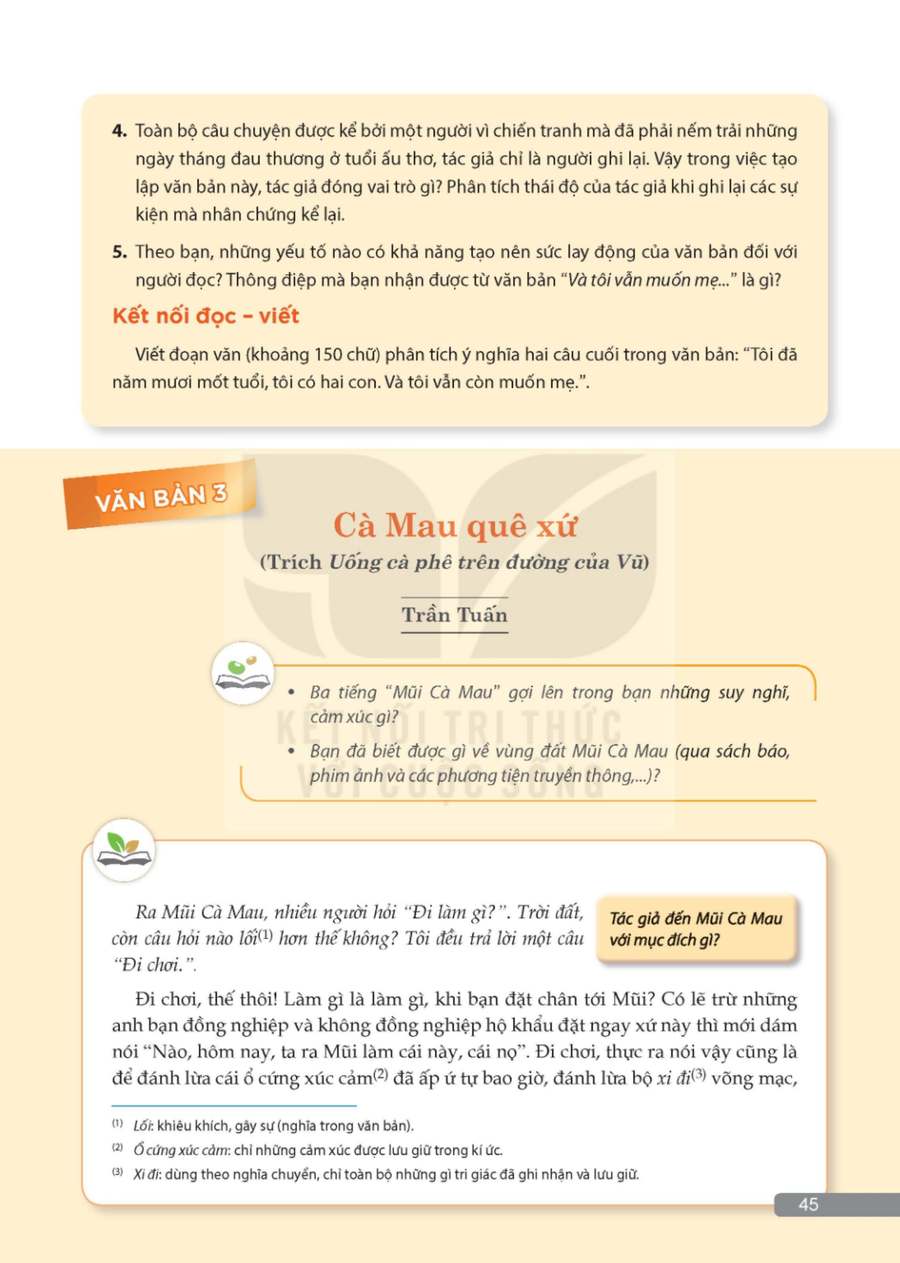 4. Toàn bộ câu chuyện được kể bởi một người vì chiến tranh mà đã phải nếm trải những
ngày tháng đau thương ở tuổi ấu thơ, tác giả chỉ là người ghi lại. Vậy trong việc tạo
lập văn bản này, tác giả đóng vai trò gì? Phân tích thái độ của tác giả khi ghi lại các sự
kiện mà nhân chứng kể lại.
5. Theo bạn, những yếu tố nào có khả năng tạo nên sức lay động của văn bản đối với
người đọc? Thông điệp mà bạn nhận được từ văn bản “Và tôi vẫn muốn mẹ...” là gì?
Kết nối đọc – viết
Viết đoạn văn (khoảng 150 chữ) phân tích ý nghĩa hai câu cuối trong văn bản: “Tôi đã
năm mươi mốt tuổi, tôi có hai con. Và tôi vẫn còn muốn mẹ.”.
VĂN BẢN 3
Cà Mau quê xứ
(Trích Uống cà phê trên đường của Vũ)
Trần Tuấn
• Ba tiếng “Mũi Cà Mau” gợi lên trong bạn những suy nghĩ,
cảm xúc gì?
• Bạn đã biết được gì về vùng đất Mũi Cà Mau (qua sách báo,
phim ảnh và các phương tiện truyền thông,...)?
KẾT NỐI TRI THỨC
VỚI CUỘC SỐNG
Ra Mũi Cà Mau, nhiều người hỏi “Đi làm gì?”. Trời đất,
còn câu hỏi nào lối(1) hơn thế không? Tôi đều trả lời một câu
“Đi chơi.”.
Tác giả đến Mũi Cà Mau
với mục đích gì?
Đi chơi, thế thôi! Làm gì là làm gì, khi bạn đặt chân tới Mũi? Có lẽ trừ những
anh bạn đồng nghiệp và không đồng nghiệp hộ khẩu đặt ngay xứ này thì mới dám
nói “Nào, hôm nay, ta ra Mũi làm cái này, cái nọ”. Đi chơi, thực ra nói vậy cũng là
để đánh lừa cái ổ cứng xúc cảm(2) đã ấp ứ tự bao giờ, đánh lừa bộ xi đi(3) võng mạc,
(1) Lối: khiêu khích, gây sự (nghĩa trong văn bản).
(2) Ổ cứng xúc cảm: chỉ những cảm xúc được lưu giữ trong kí ức.
(3) Xi đi: dùng theo nghĩa chuyển, chỉ toàn bộ những gì tri giác đã ghi nhận và lưu giữ.
45